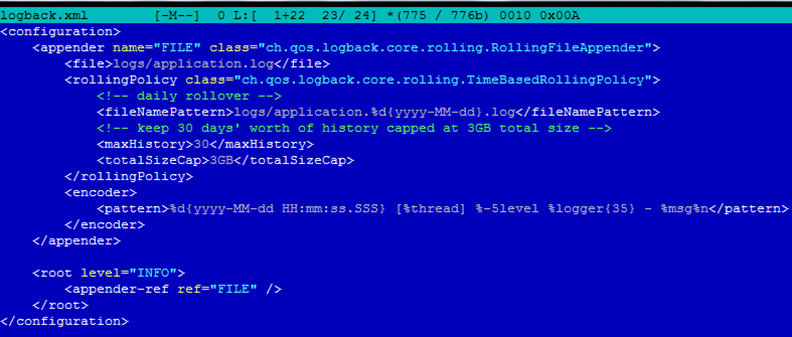 logback.xml [-M--] 0 L:[ 1+22 23/ 24] *(775 / 776b) 0010 0x00A
<configuration>
    <appender name="FILE" class="ch.qos.logback.core.rolling.RollingFileAppender">
        <file>logs/application.log</file>
        <rollingPolicy class="ch.qos.logback.core.rolling.TimeBasedRollingPolicy">
            <!-- daily rollover -->
            <fileNamePattern>logs/application.%d{yyyy-MM-dd}.log</fileNamePattern>
            <!-- keep 30 days' worth of history capped at 3GB total size -->
            <maxHistory>30</maxHistory>
            <totalSizeCap>3GB</totalSizeCap>
        </rollingPolicy>
        <encoder>
            <pattern>%d{yyyy-MM-dd HH:mm:ss.SSS} [%thread] %-5level %logger{35} - %msg%n</pattern>
        </encoder>
    </appender>

    <root level="INFO">
        <appender-ref ref="FILE" />
    </root>
</configuration>